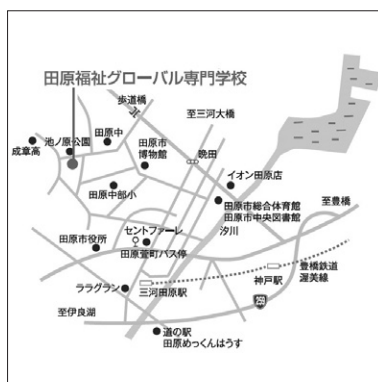 田原福祉グローバル専門学校
歩道橋
至三河大橋
田原中
池ノ原公園
成章高
田原市
博物館
晩田
イオン田原店
田原中部小
田原市総合体育館
田原市中央図書館
至豊橋
汐川
セントファーレ
田原市役所
田原萱町バス停
豊橋鉄道
渥美線
神戸駅
三河田原駅
ララグラン
259
至伊良湖
道の駅
田原めっくんはうす